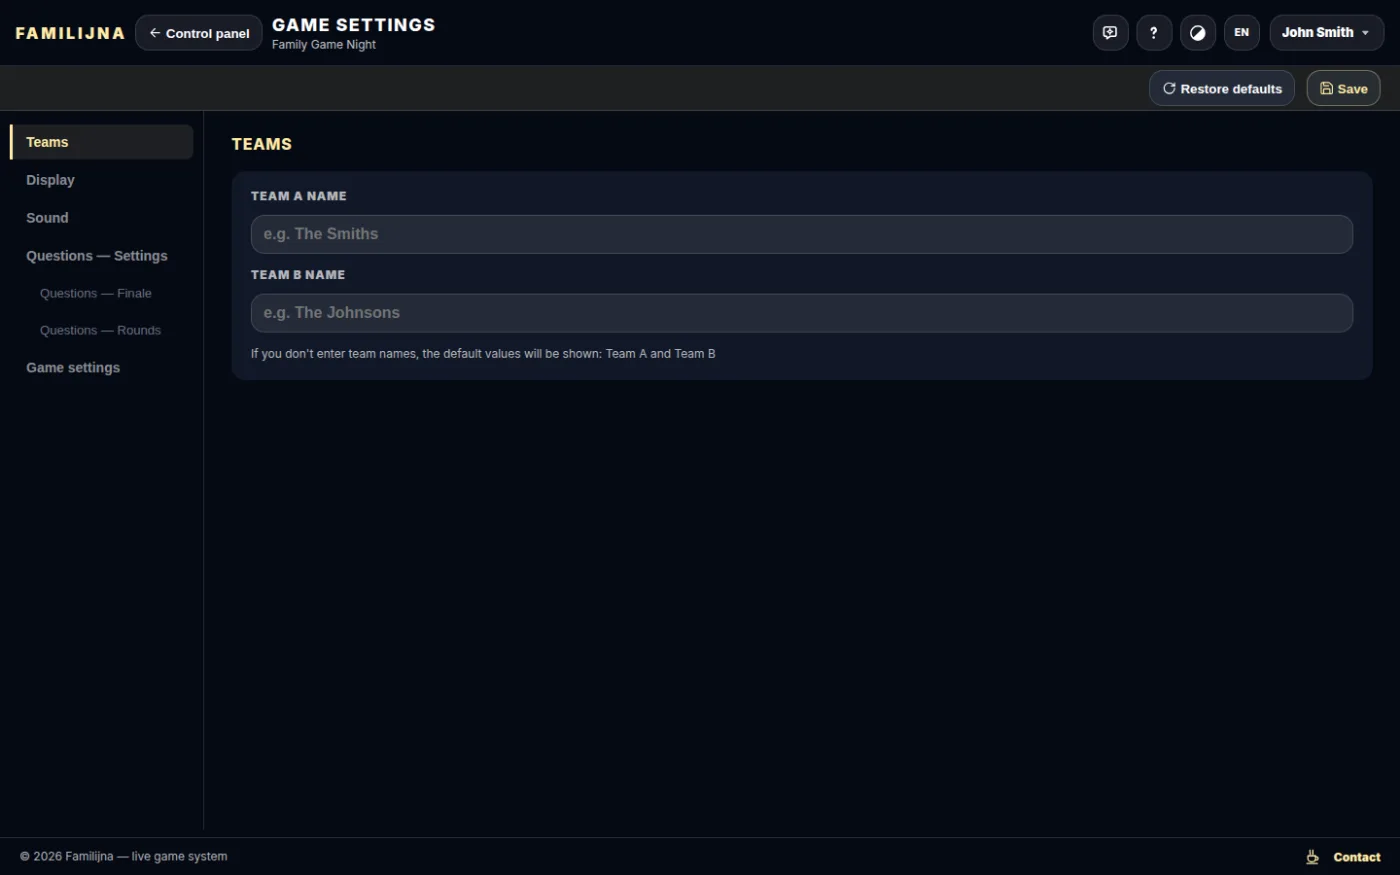 FAMILIJNA
Control panel
GAME SETTINGS
Family Game Night
?
EN
John Smith
Restore defaults
Save
Teams
Display
Sound
Questions — Settings
Questions — Finale
Questions — Rounds
Game settings
TEAMS
TEAM A NAME
e.g. The Smiths
TEAM B NAME
e.g. The Johnsons
If you don't enter team names, the default values will be shown: Team A and Team B
© 2026 Familijna — live game system
Contact